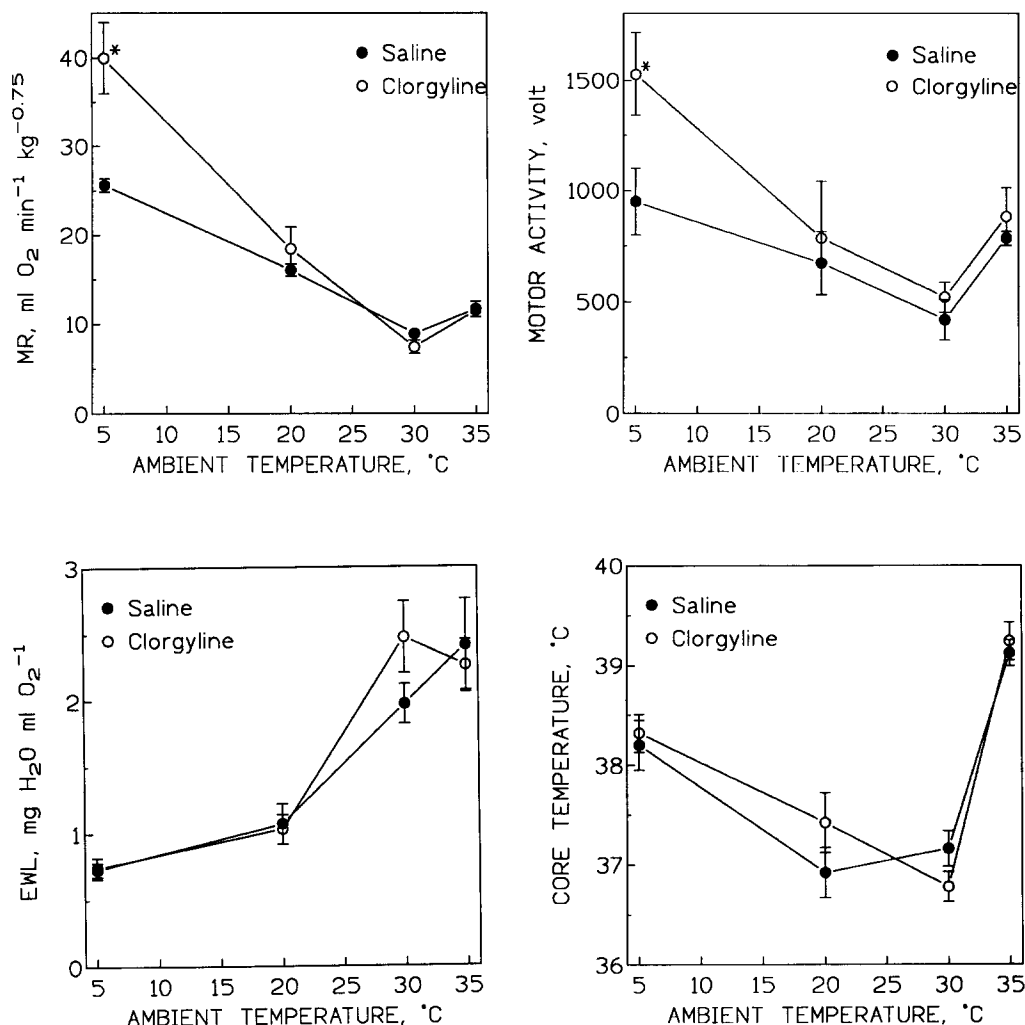 MR, ml O₂ min⁻¹ kg⁻⁰·⁷⁵
40
30
20
10
0
*
Saline
Clorgyline
5 10 15 20 25 30 35
AMBIENT TEMPERATURE, °C
MOTOR ACTIVITY, volt
1500
1000
500
0
*
Saline
Clorgyline
5 10 15 20 25 30 35
AMBIENT TEMPERATURE, °C
EWL, mg H₂O ml O₂⁻¹
3
2
1
0
Saline
Clorgyline
5 10 15 20 25 30 35
AMBIENT TEMPERATURE, °C
CORE TEMPERATURE, °C
40
39
38
37
36
Saline
Clorgyline
5 10 15 20 25 30 35
AMBIENT TEMPERATURE, °C